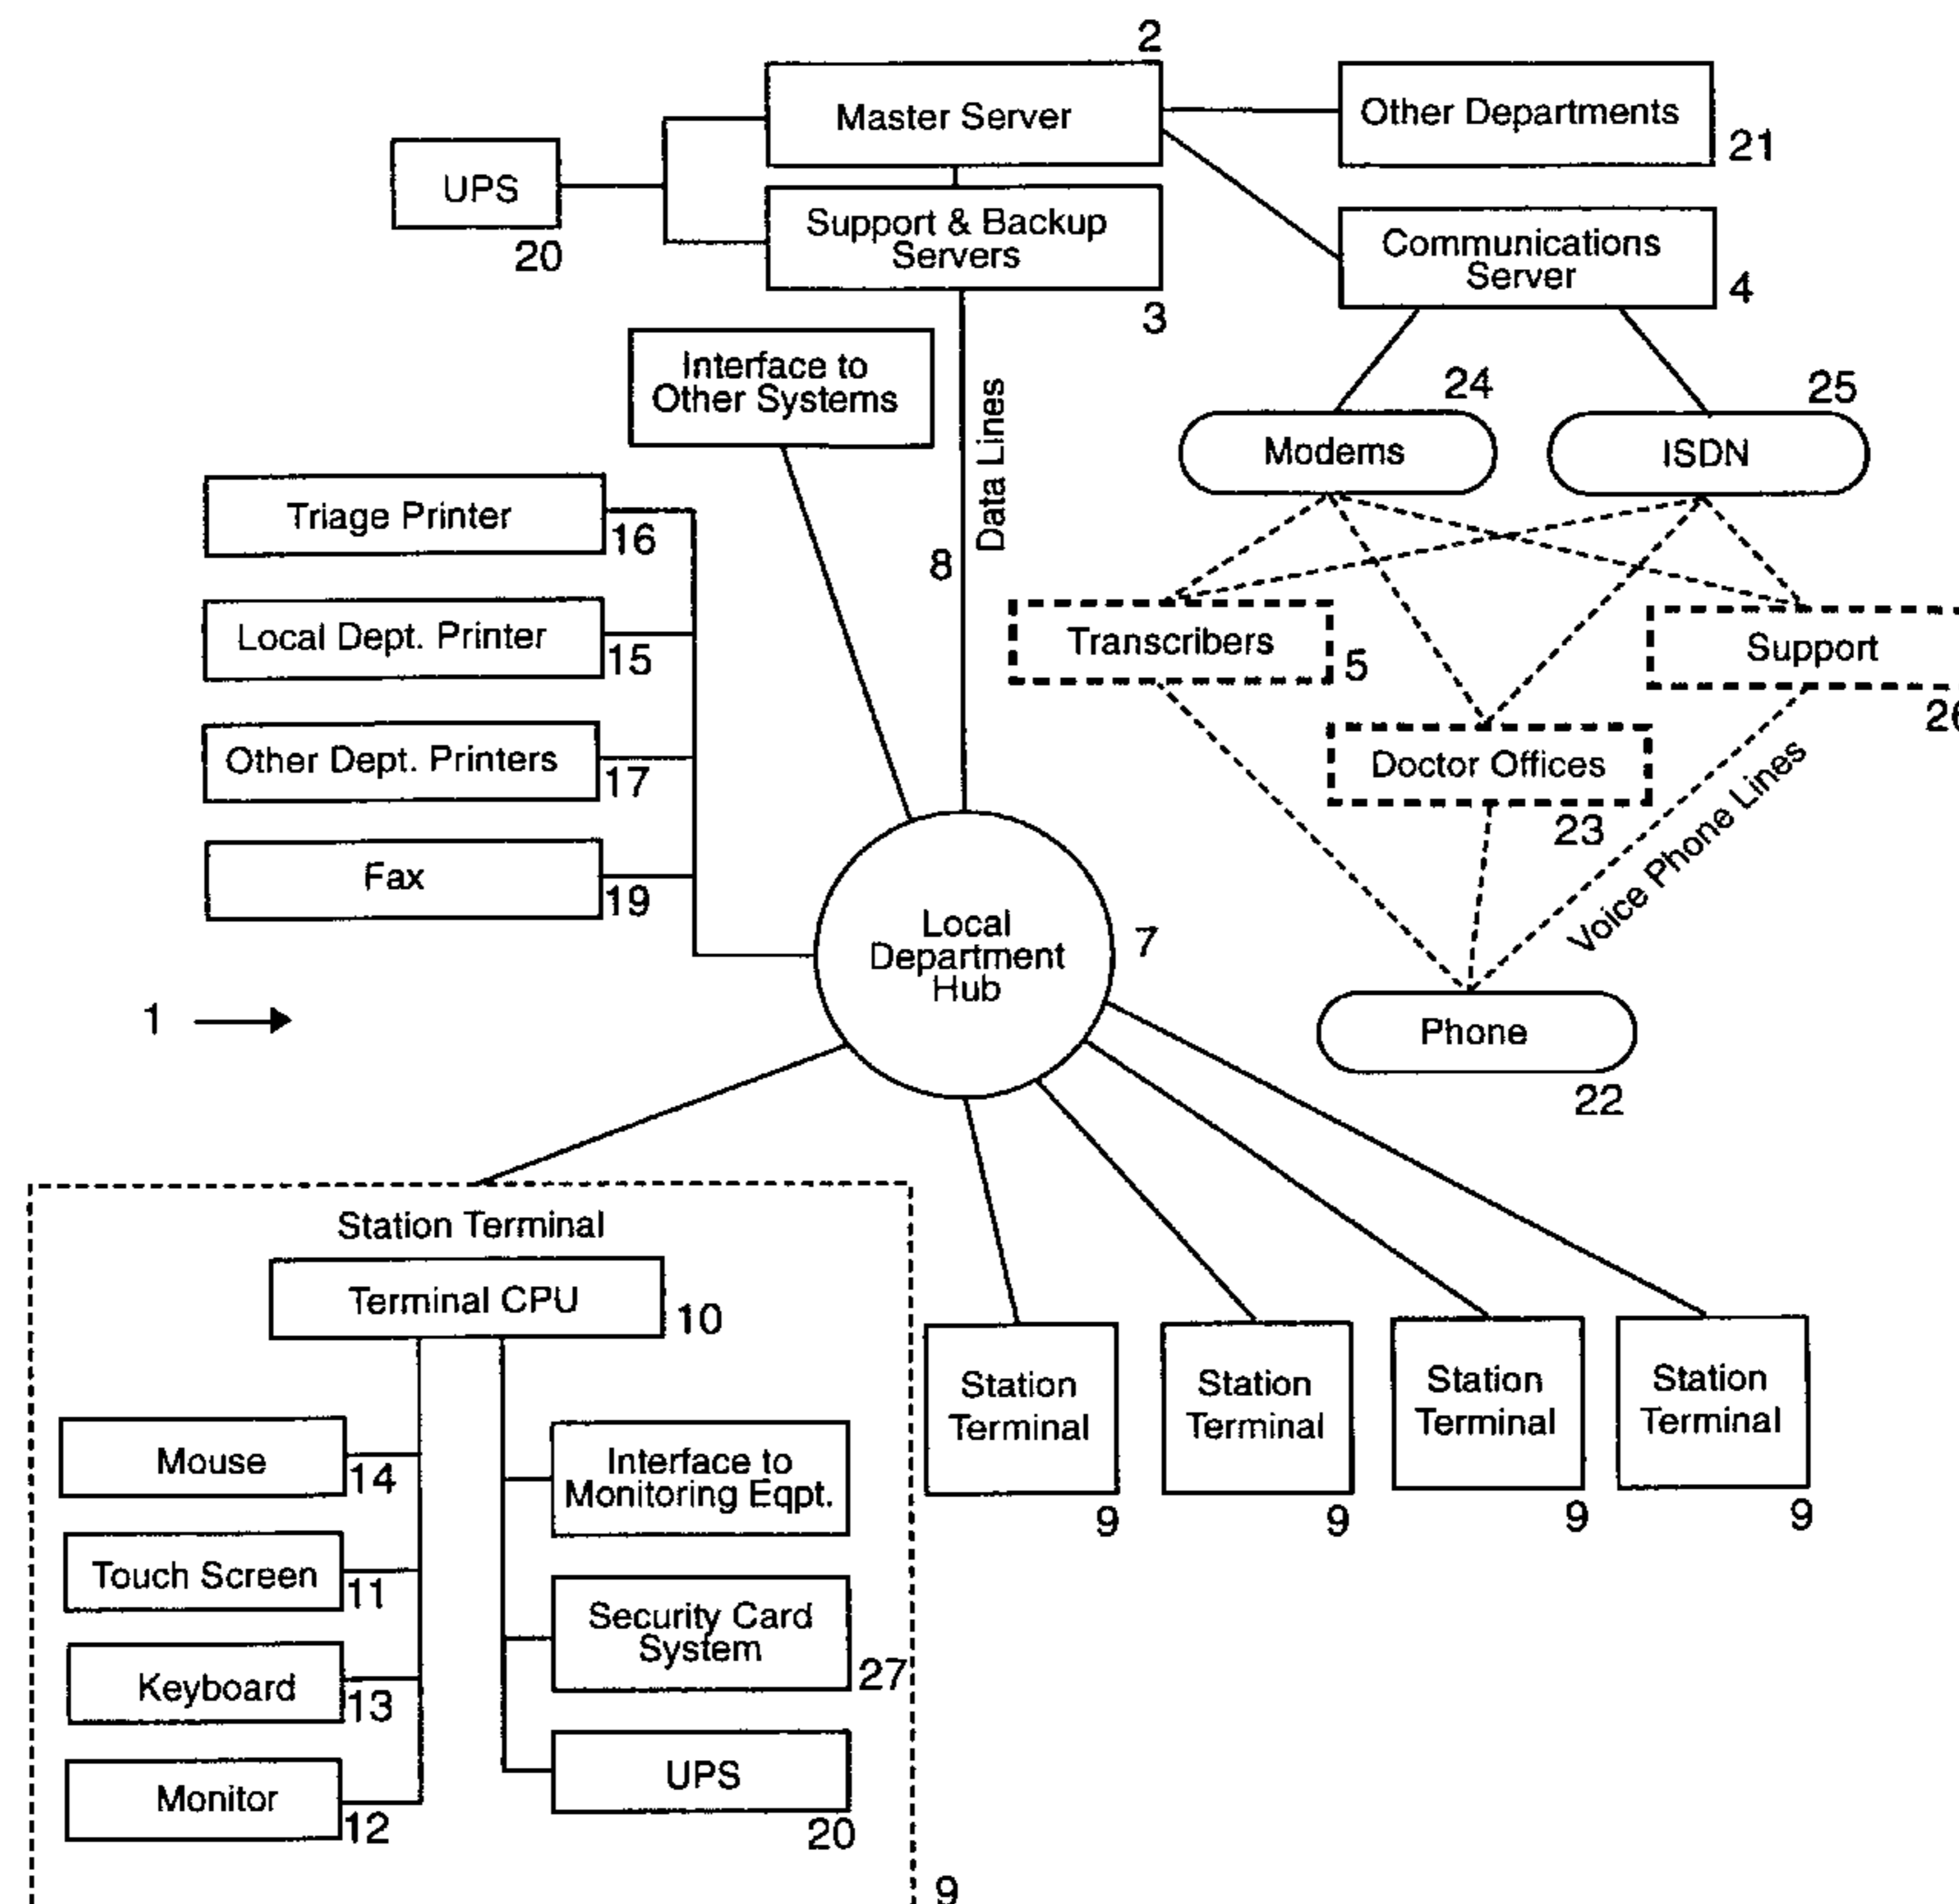 2
Master Server
Other Departments
21
UPS
20
Support & Backup
Servers
3
Communications
Server
4
Interface to
Other Systems
Data Lines
8
24
25
Modems
ISDN
Triage Printer
16
Local Dept. Printer
15
Other Dept. Printers
17
Fax
19
Transcribers
5
Support
Doctor Offices
23
Voice Phone Lines
Local
Department
Hub
7
1
Phone
22
Station Terminal
Terminal CPU
10
Mouse
14
Touch Screen
11
Keyboard
13
Monitor
12
Interface to
Monitoring Eqpt.
Security Card
System
27
UPS
20
9
Station
Terminal
9
Station
Terminal
9
Station
Terminal
9
Station
Terminal
9